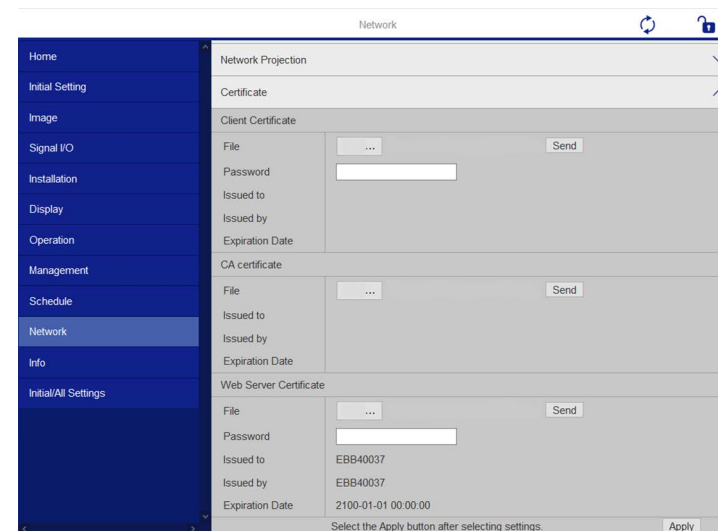 Network
Home
Initial Setting
Image
Signal I/O
Installation
Display
Operation
Management
Schedule
Network
Info
Initial/All Settings
Network Projection
Certificate
Client Certificate
File ... Send
Password
Issued to
Issued by
Expiration Date
CA certificate
File ... Send
Issued to
Issued by
Expiration Date
Web Server Certificate
File ... Send
Password
Issued to EBB40037
Issued by EBB40037
Expiration Date 2100-01-01 00:00:00
Select the Apply button after selecting settings. Apply